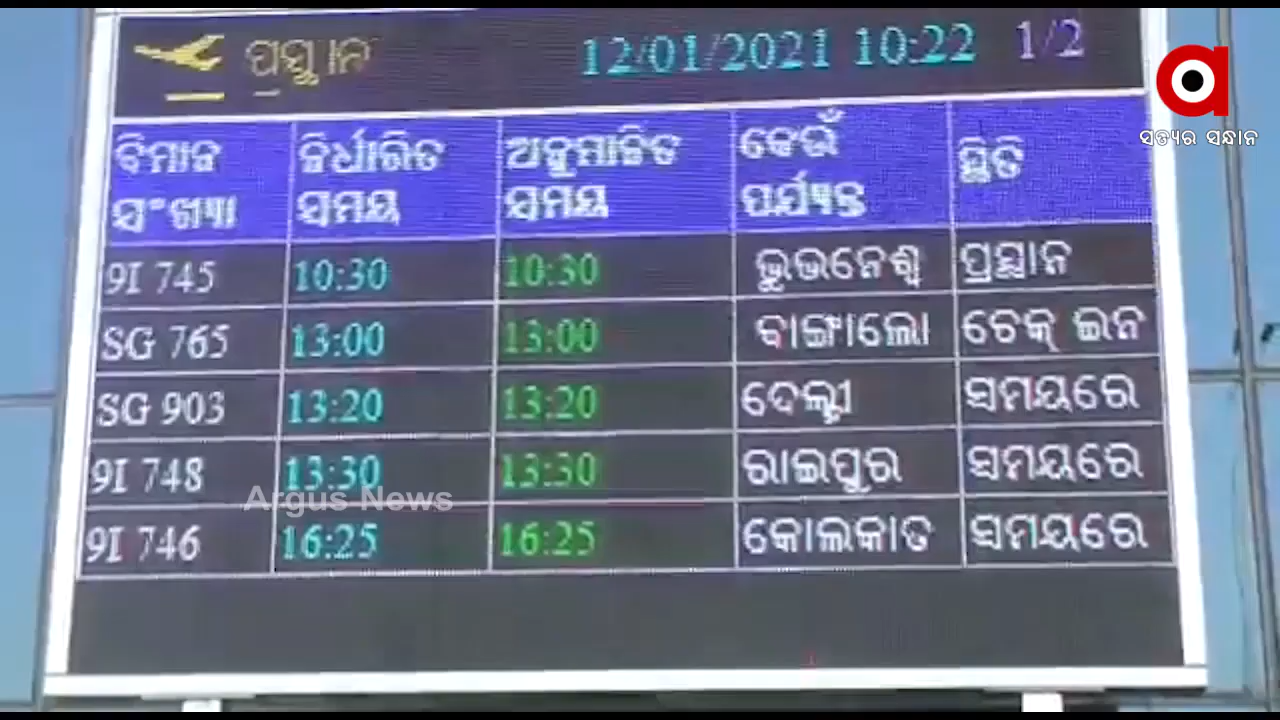 ପ୍ରସ୍ଥାନ 12/01/2021 10:22 1/2
ସତ୍ୟର ସନ୍ଧାନ
ବିମାନ ସଂଖ୍ୟା ନିର୍ଧାରିତ ସମୟ ଅନୁମାନିତ ସମୟ କେଉଁ ପର୍ଯ୍ୟନ୍ତ ସ୍ଥିତି
9I 745 10:30 10:30 ଭୁଭନେଶ୍ୱ ପ୍ରସ୍ଥାନ
SG 765 13:00 13:00 ବାଙ୍ଗାଲୋ ଚେକ୍ ଇନ
SG 903 13:20 13:20 ଦେଲ୍ଲୀ ସମୟରେ
9I 748 13:30 13:30 ରାଇପୁର ସମୟରେ
Argus News
9I 746 16:25 16:25 କୋଲକାତ ସମୟରେ